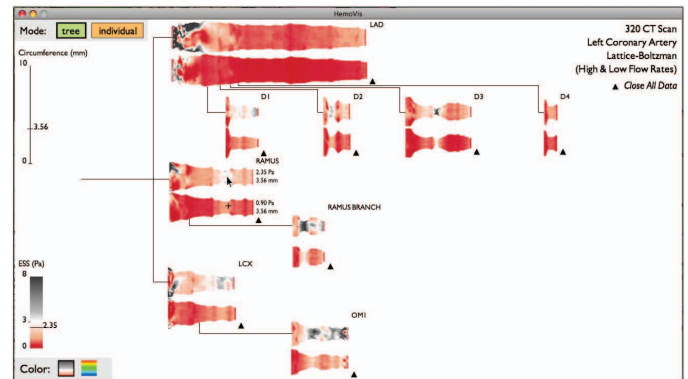 HemoVis
Mode: tree individual
LAD
320 CT Scan
Left Coronary Artery
Lattice-Boltzman
(High & Low Flow Rates)
▲ Close All Data
Circumference (mm)
10
3.56
0
D1
D2
D3
D4
RAMUS
2.35 Pa
3.56 mm
0.90 Pa
3.56 mm
RAMUS BRANCH
LCX
OM1
ESS (Pa)
8
3
2.35
0
Color: